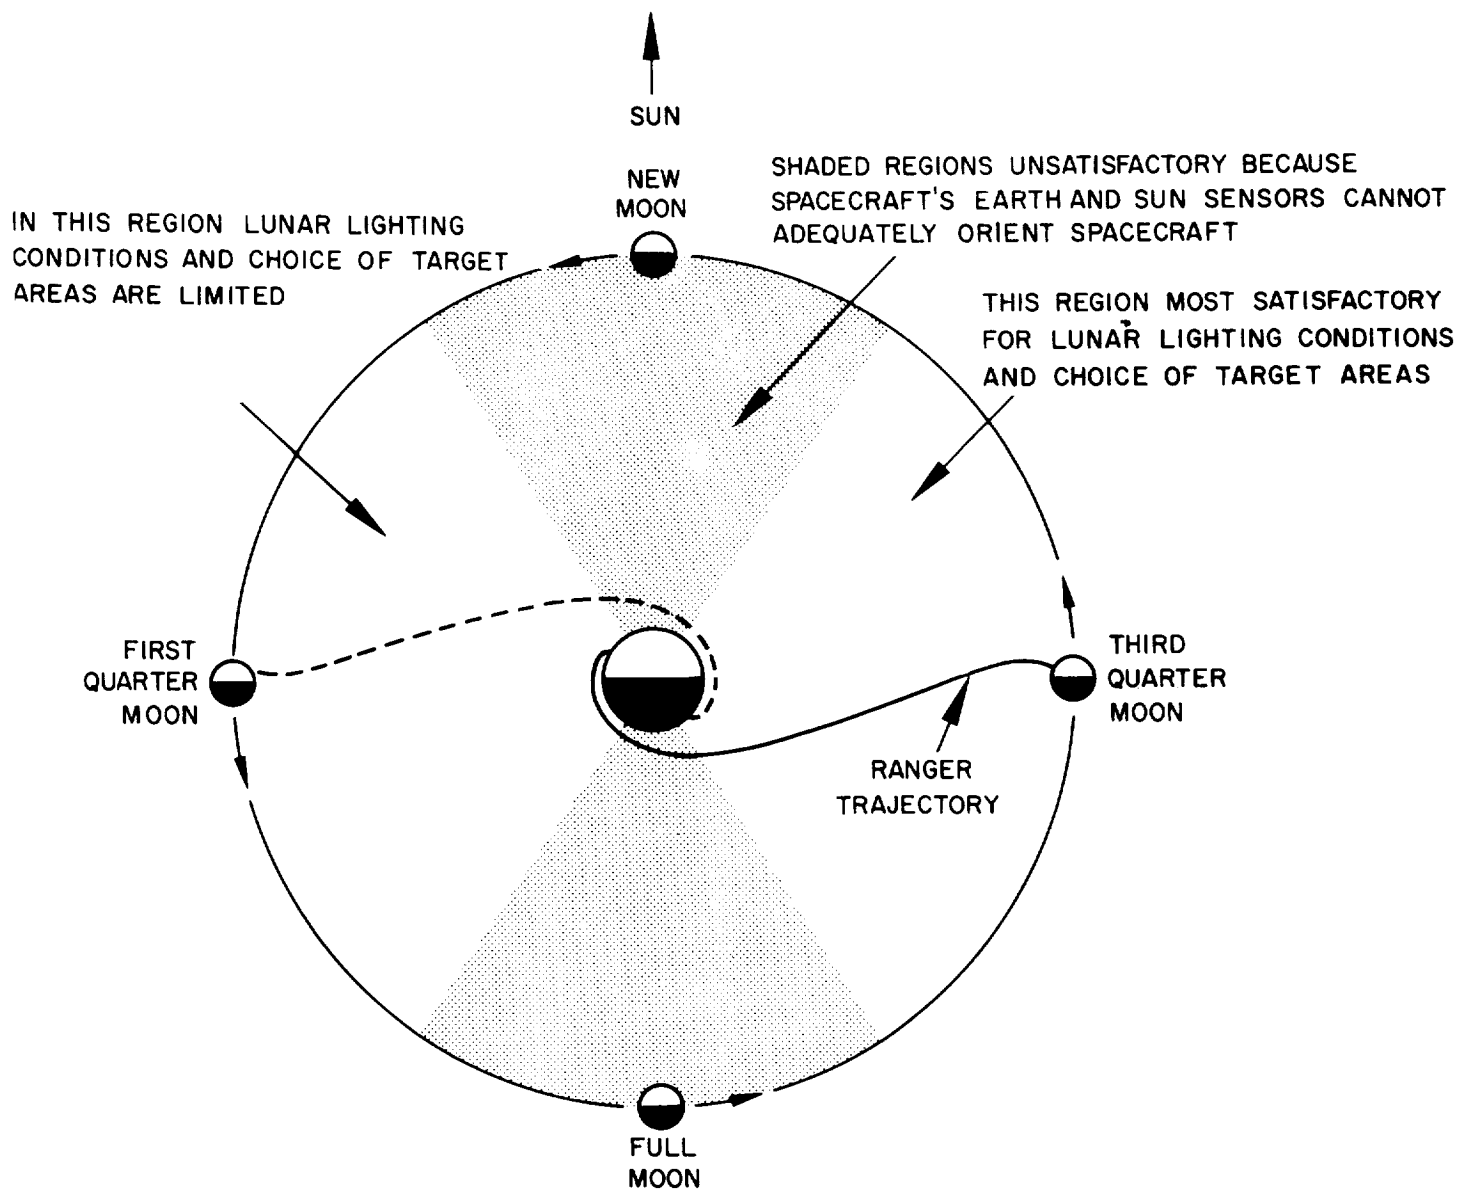 SUN
NEW
MOON
SHADED REGIONS UNSATISFACTORY BECAUSE
SPACECRAFT'S EARTH AND SUN SENSORS CANNOT
ADEQUATELY ORIENT SPACECRAFT
IN THIS REGION LUNAR LIGHTING
CONDITIONS AND CHOICE OF TARGET
AREAS ARE LIMITED
THIS REGION MOST SATISFACTORY
FOR LUNAR LIGHTING CONDITIONS
AND CHOICE OF TARGET AREAS
FIRST
QUARTER
MOON
THIRD
QUARTER
MOON
RANGER
TRAJECTORY
FULL
MOON